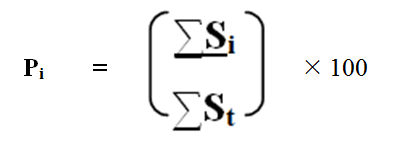 Pᵢ = (∑Sᵢ / ∑Sₜ) × 100